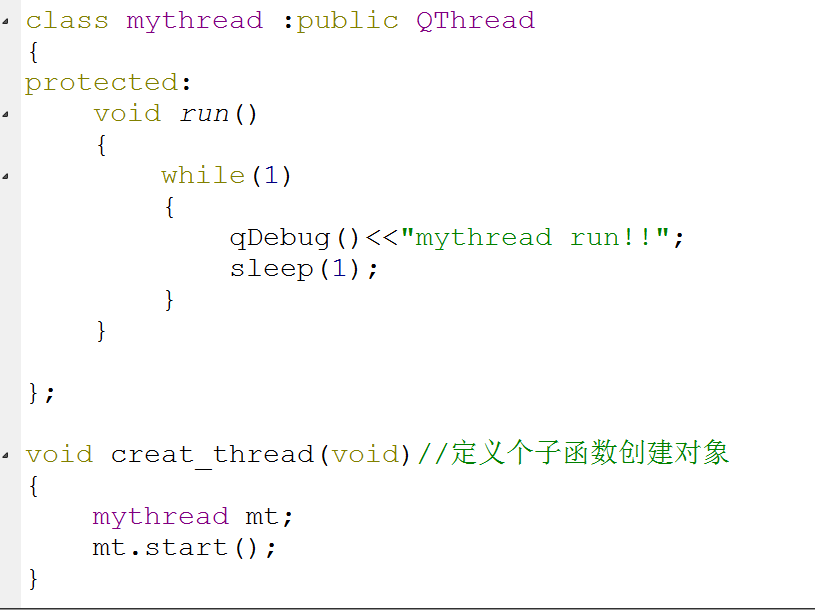 class mythread :public QThread
{
protected:
    void run()
    {
        while(1)
        {
            qDebug()<<"mythread run!!";
            sleep(1);
        }
    }

};

void creat_thread(void)//定义个子函数创建对象
{
    mythread mt;
    mt.start();
}